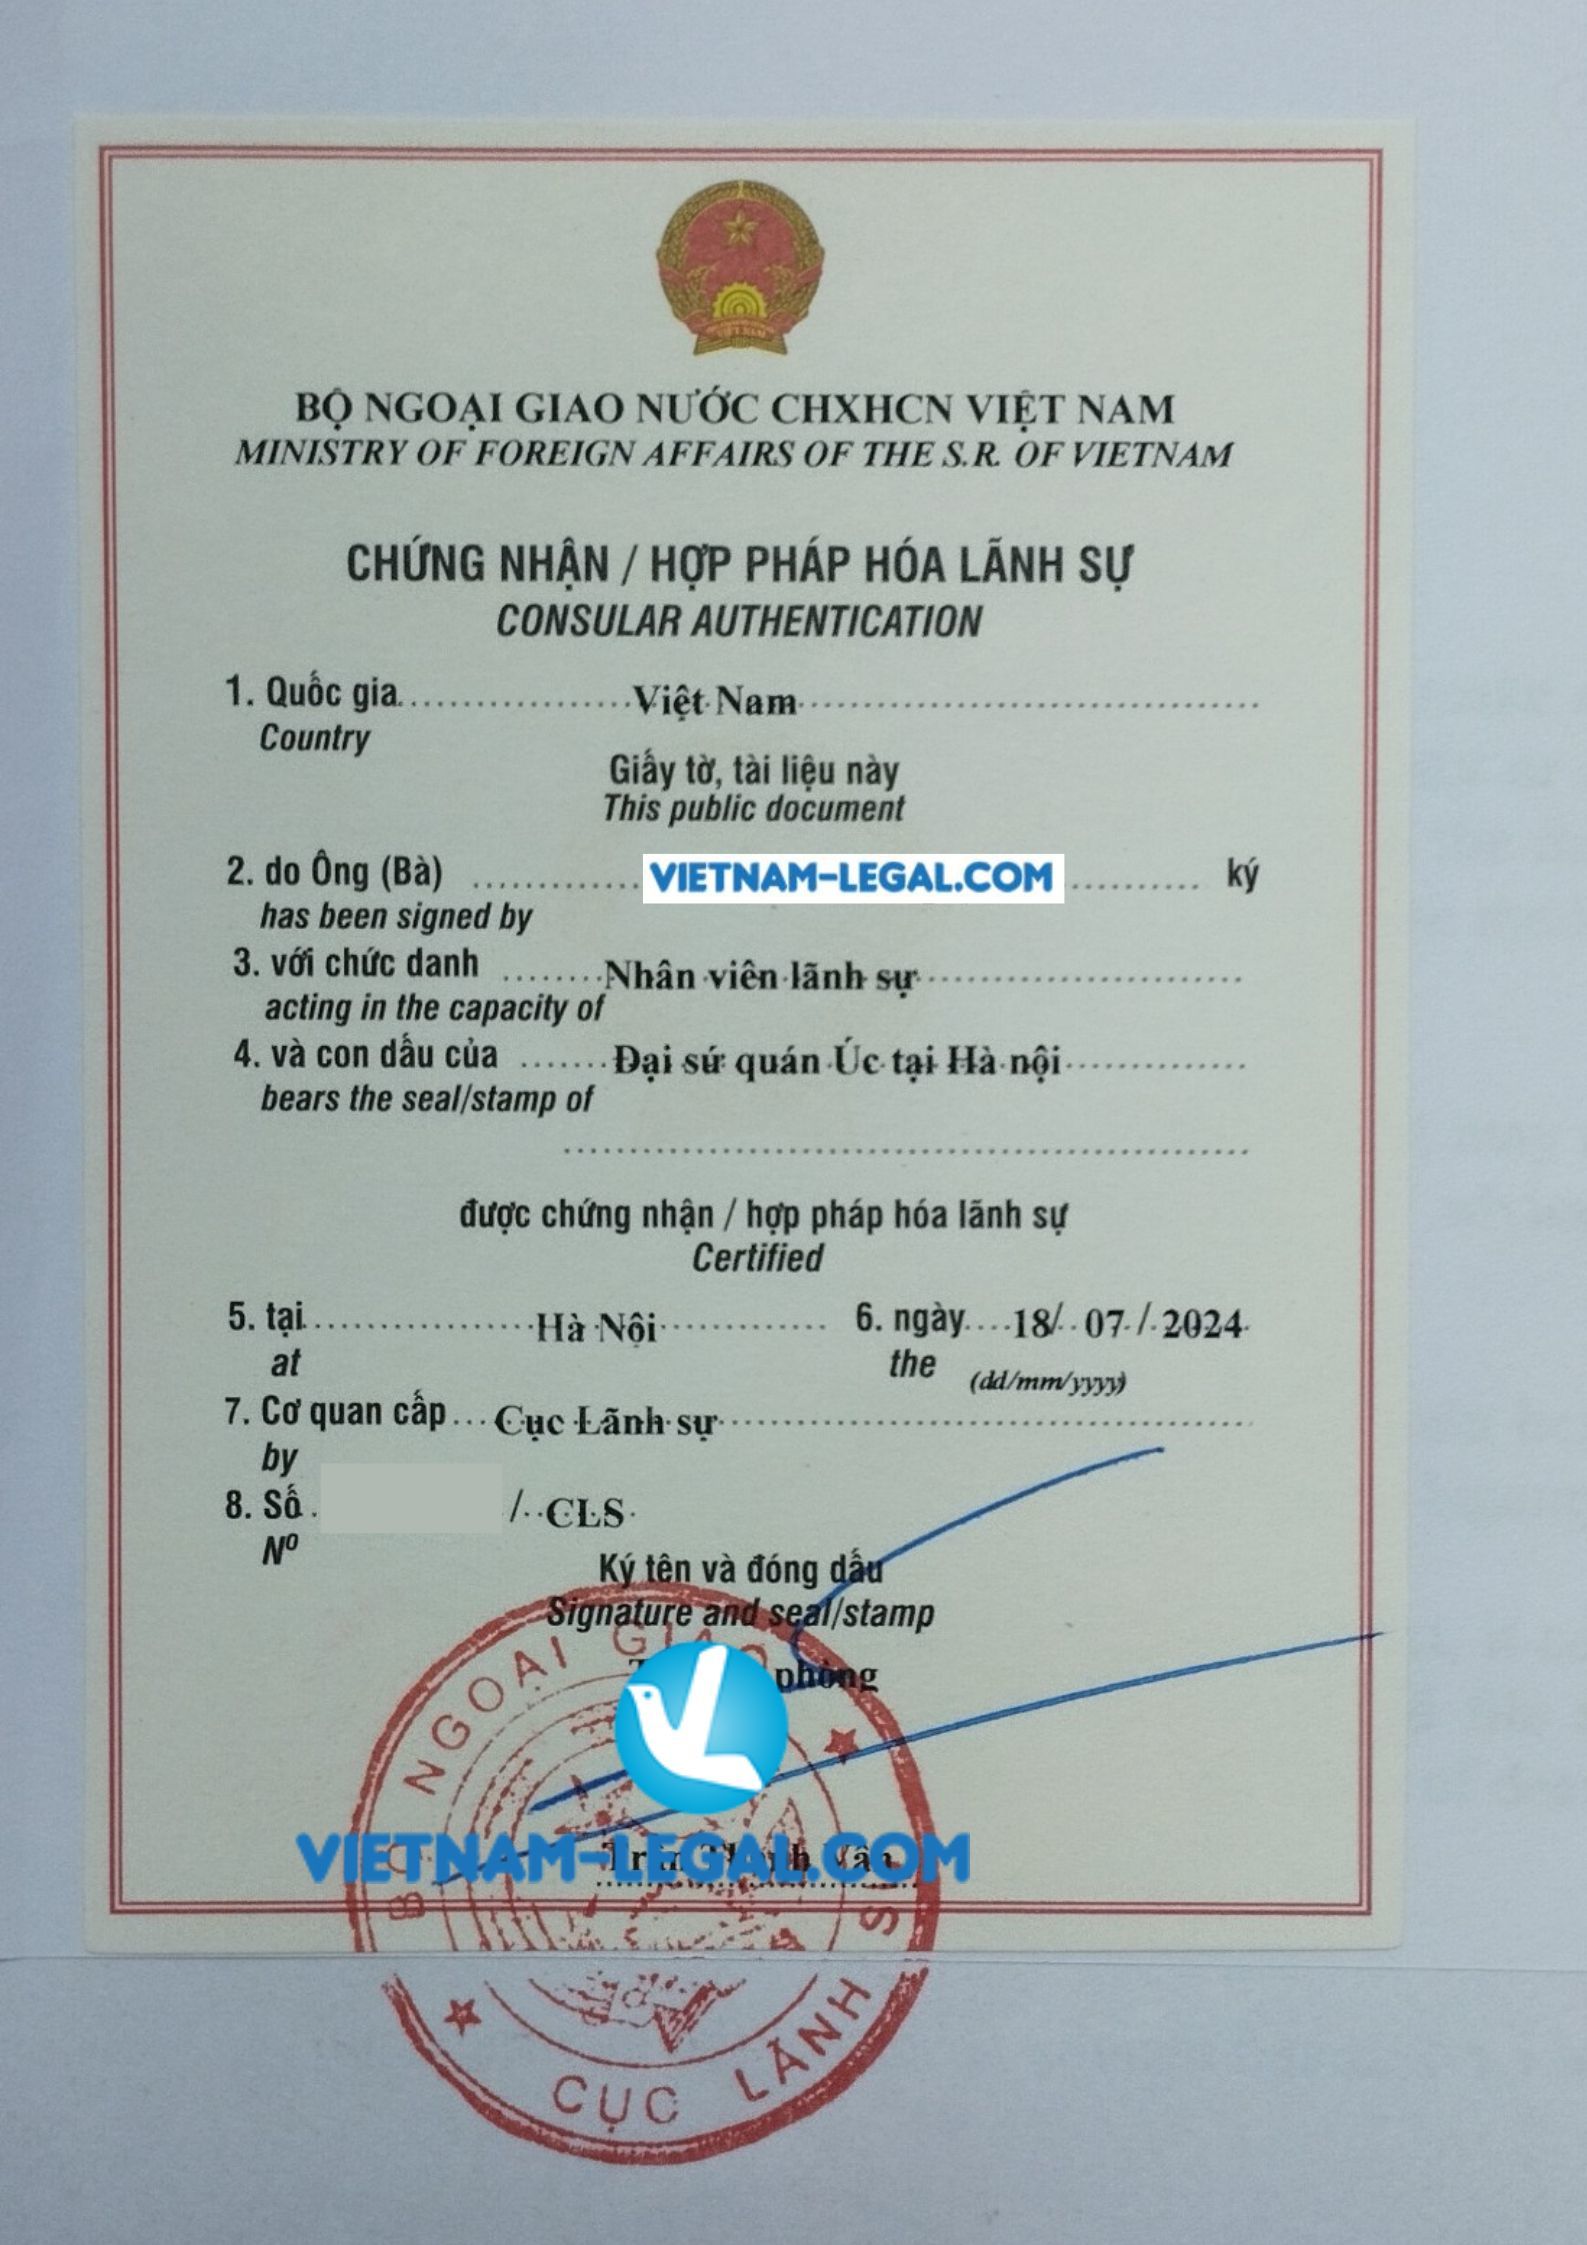 BỘ NGOẠI GIAO NƯỚC CHXHCN VIỆT NAM
MINISTRY OF FOREIGN AFFAIRS OF THE S.R. OF VIETNAM
CHỨNG NHẬN / HỢP PHÁP HÓA LÃNH SỰ
CONSULAR AUTHENTICATION
1. Quốc gia Việt Nam
Country
Giấy tờ, tài liệu này
This public document
2. do Ông (Bà) VIETNAM-LEGAL.COM ký
has been signed by
3. với chức danh Nhân viên lãnh sự
acting in the capacity of
4. và con dấu của Đại sứ quán Úc tại Hà nội
bears the seal/stamp of
được chứng nhận / hợp pháp hóa lãnh sự
Certified
5. tại Hà Nội 6. ngày 18/ 07 / 2024
at the (dd/mm/yyyy)
7. Cơ quan cấp Cục Lãnh sự
by
8. Số / CLS
Nº
Ký tên và đóng dấu
Signature and seal/stamp
phòng
VIETNAM-LEGAL.COM
BỘ NGOẠI GIAO
CỤC LÃNH